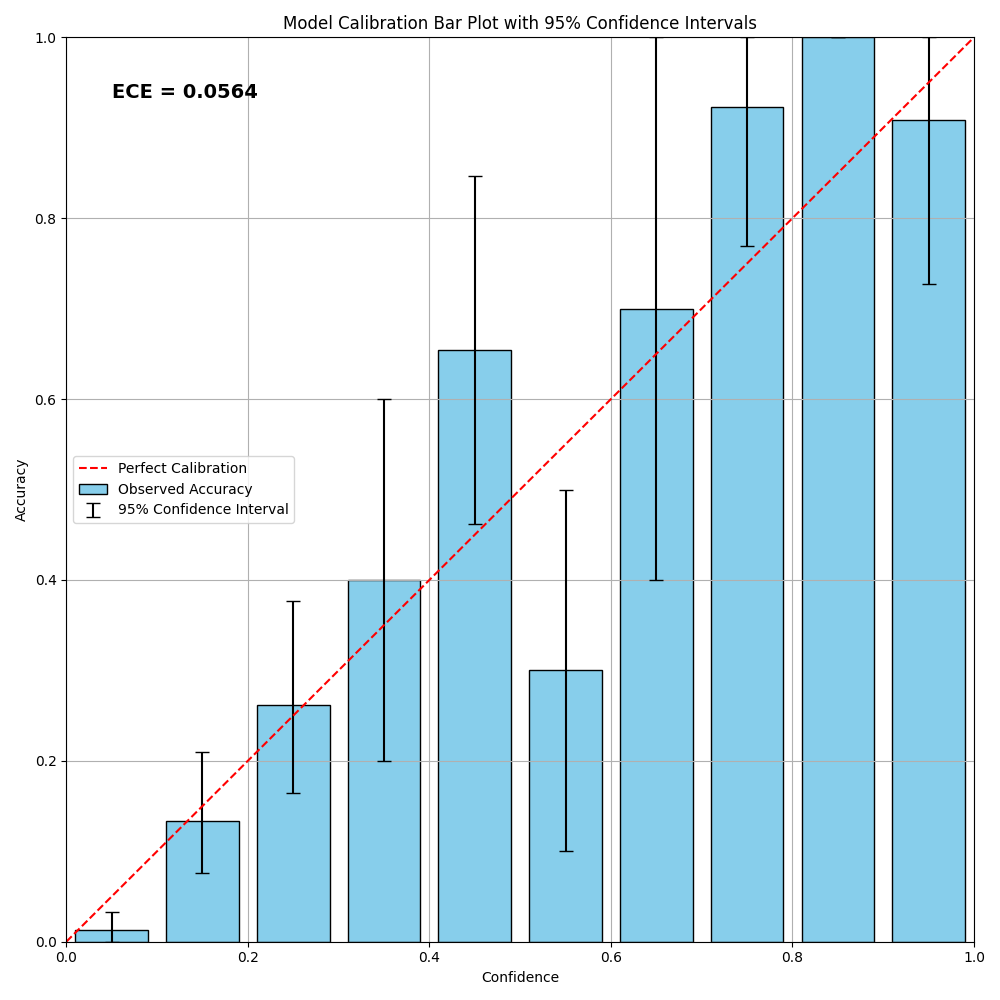 Model Calibration Bar Plot with 95% Confidence Intervals
ECE = 0.0564
1.0
0.8
0.6
0.4
0.2
0.0
Accuracy
Perfect Calibration
Observed Accuracy
95% Confidence Interval
0.0 0.2 0.4 0.6 0.8 1.0
Confidence